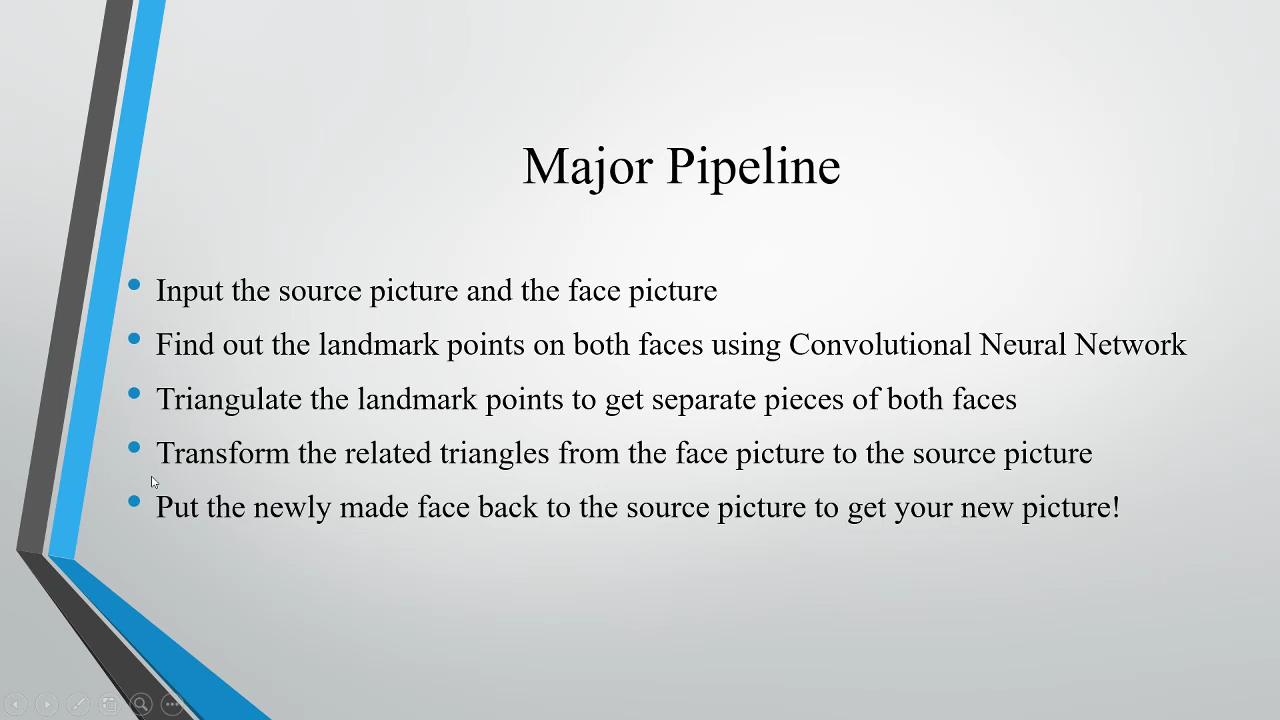 Major Pipeline
Input the source picture and the face picture
Find out the landmark points on both faces using Convolutional Neural Network
Triangulate the landmark points to get separate pieces of both faces
Transform the related triangles from the face picture to the source picture
Put the newly made face back to the source picture to get your new picture!